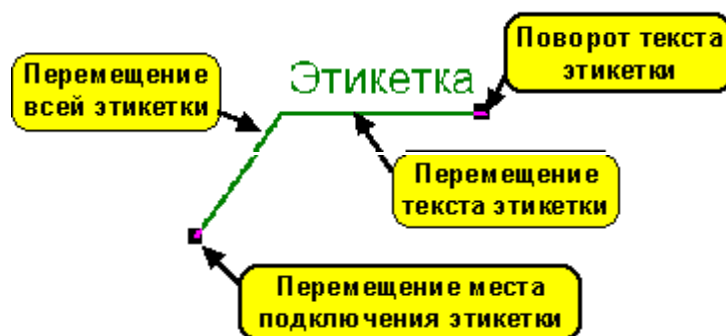 Поворот текста
этикетки
Перемещение
всей этикетки
Этикетка
Перемещение
текста этикетки
Перемещение места
подключения этикетки